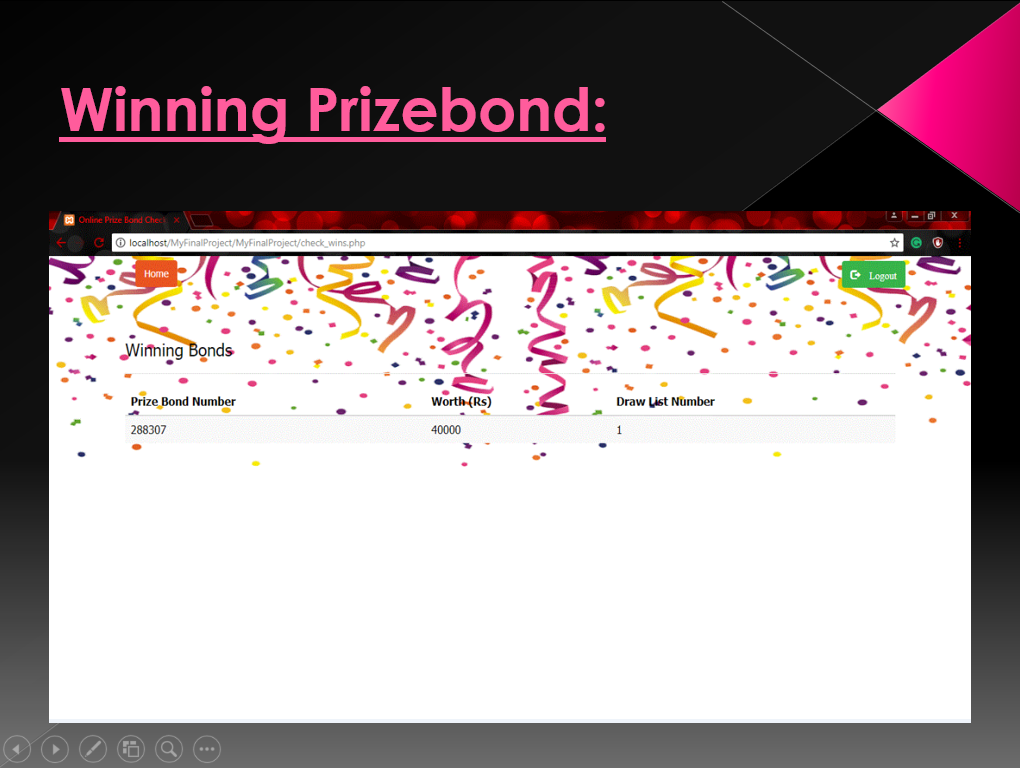 Winning Prizebond:
Online Prize Bond Chec
localhost/MyFinalProject/MyFinalProject/check_wins.php
Home
Logout
Winning Bonds
Prize Bond Number Worth (Rs) Draw List Number
288307 40000 1